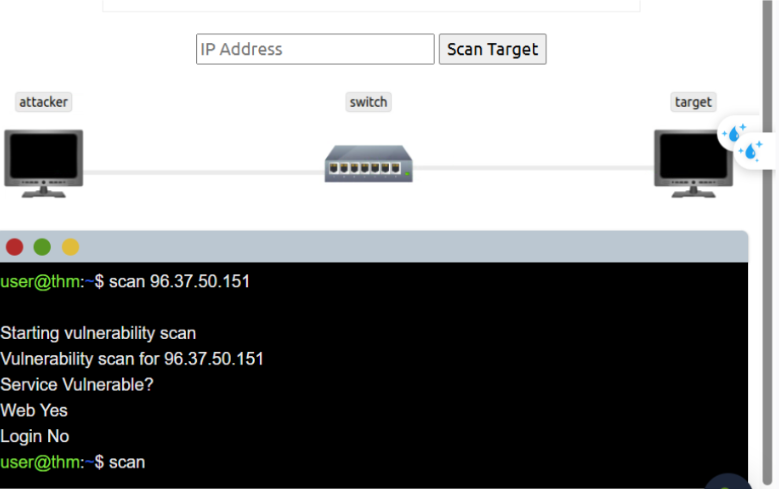 IP Address Scan Target
attacker switch target
user@thm:~$ scan 96.37.50.151
Starting vulnerability scan
Vulnerability scan for 96.37.50.151
Service Vulnerable?
Web Yes
Login No
user@thm:~$ scan